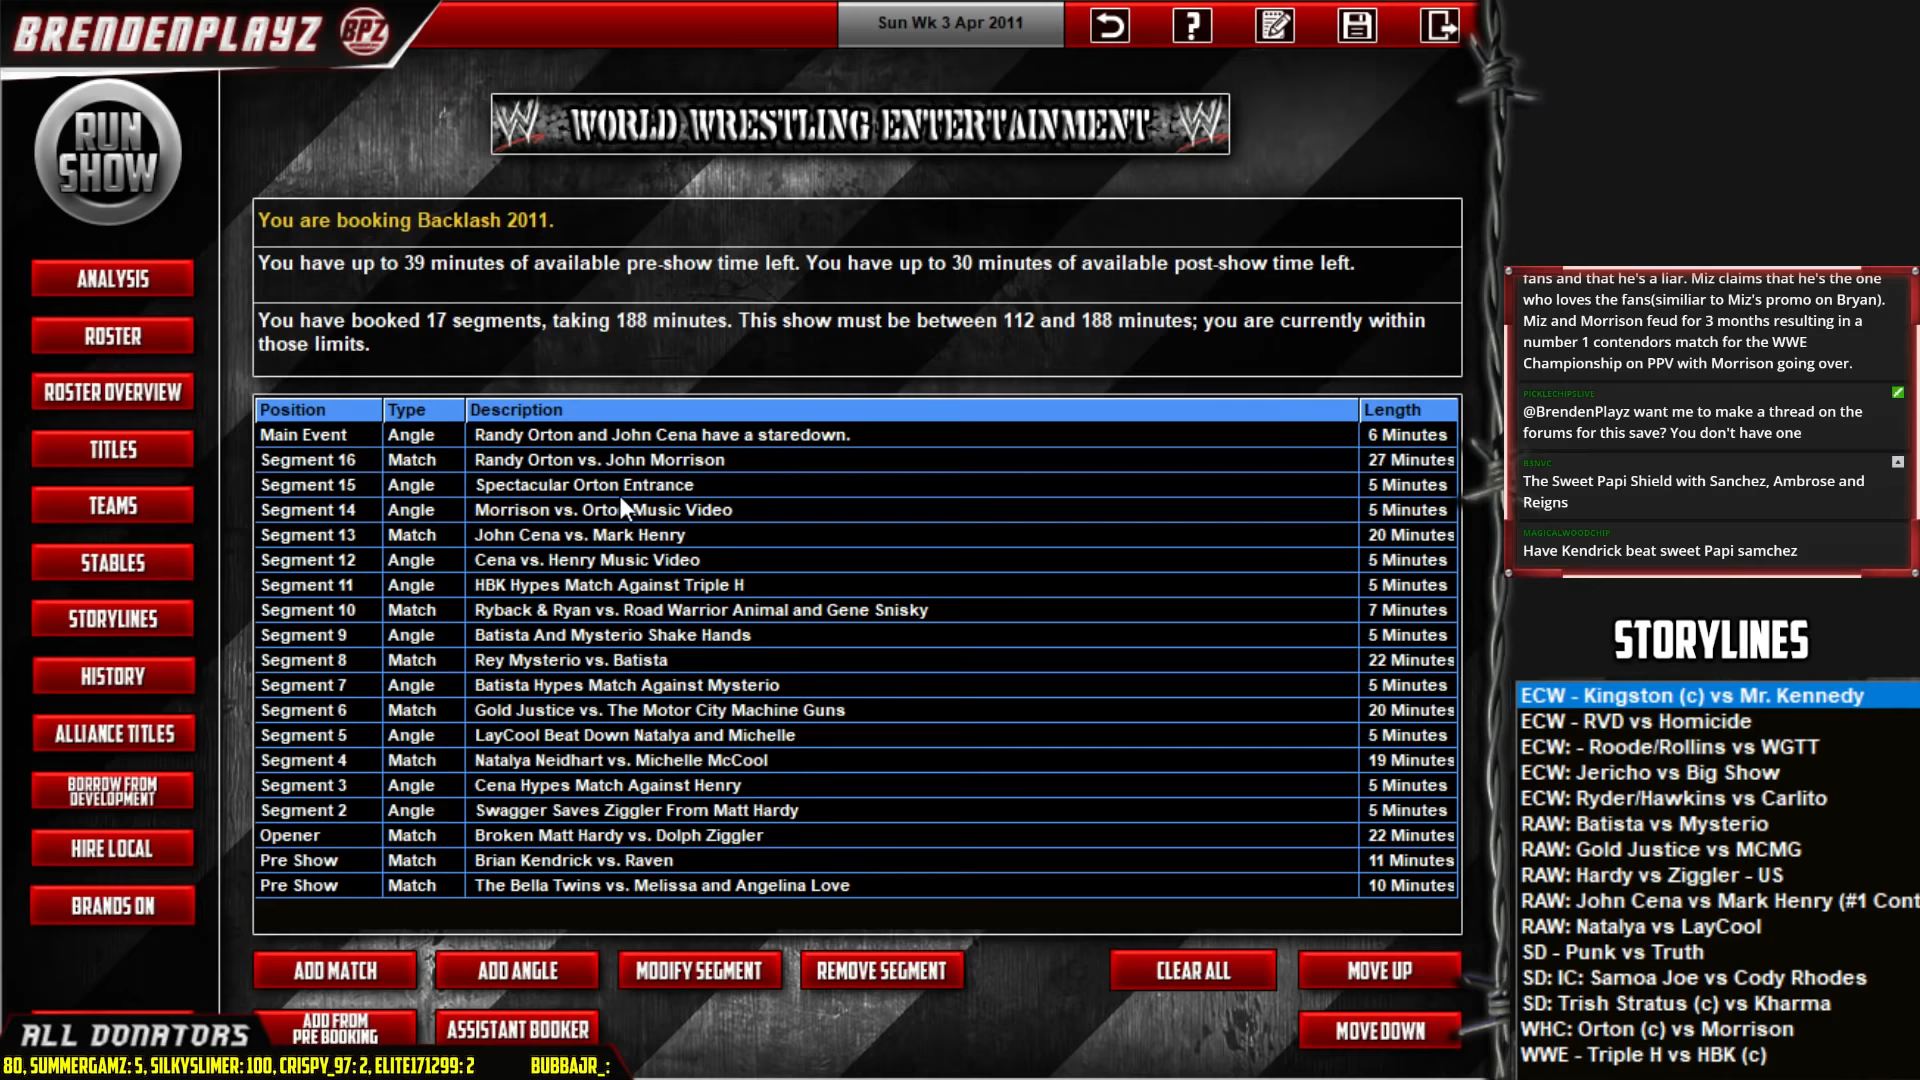 BRENDENPLAYZ
BPZ
Sun Wk 3 Apr 2011
?
RUN
SHOW
WORLD WRESTLING ENTERTAINMENT
You are booking Backlash 2011.
You have up to 39 minutes of available pre-show time left. You have up to 30 minutes of available post-show time left.
You have booked 17 segments, taking 188 minutes. This show must be between 112 and 188 minutes; you are currently within
those limits.
ANALYSIS
ROSTER
ROSTER OVERVIEW
TITLES
TEAMS
STABLES
STORYLINES
HISTORY
ALLIANCE TITLES
BORROW FROM
DEVELOPMENT
HIRE LOCAL
BRANDS ON
Position Type Description Length
Main Event Angle Randy Orton and John Cena have a staredown. 6 Minutes
Segment 16 Match Randy Orton vs. John Morrison 27 Minutes
Segment 15 Angle Spectacular Orton Entrance 5 Minutes
Segment 14 Angle Morrison vs. Orton Music Video 5 Minutes
Segment 13 Match John Cena vs. Mark Henry 20 Minutes
Segment 12 Angle Cena vs. Henry Music Video 5 Minutes
Segment 11 Angle HBK Hypes Match Against Triple H 5 Minutes
Segment 10 Match Ryback & Ryan vs. Road Warrior Animal and Gene Snisky 7 Minutes
Segment 9 Angle Batista And Mysterio Shake Hands 5 Minutes
Segment 8 Match Rey Mysterio vs. Batista 22 Minutes
Segment 7 Angle Batista Hypes Match Against Mysterio 5 Minutes
Segment 6 Match Gold Justice vs. The Motor City Machine Guns 20 Minutes
Segment 5 Angle LayCool Beat Down Natalya and Michelle 5 Minutes
Segment 4 Match Natalya Neidhart vs. Michelle McCool 19 Minutes
Segment 3 Angle Cena Hypes Match Against Henry 5 Minutes
Segment 2 Angle Swagger Saves Ziggler From Matt Hardy 5 Minutes
Opener Match Broken Matt Hardy vs. Dolph Ziggler 22 Minutes
Pre Show Match Brian Kendrick vs. Raven 11 Minutes
Pre Show Match The Bella Twins vs. Melissa and Angelina Love 10 Minutes
ADD MATCH
ADD ANGLE
MODIFY SEGMENT
REMOVE SEGMENT
CLEAR ALL
MOVE UP
ADD FROM
PRE BOOKING
ASSISTANT BOOKER
MOVE DOWN
ALL DONATORS
80, SUMMERGAMZ: 5, SILKYSLIMER: 100, CRISPY_97: 2, ELITE171299: 2 BUBBAJR_:
fans and that he's a liar. Miz claims that he's the one
who loves the fans(similiar to Miz's promo on Bryan).
Miz and Morrison feud for 3 months resulting in a
number 1 contendors match for the WWE
Championship on PPV with Morrison going over.
PICKLECHIPSLIVE
@BrendenPlayz want me to make a thread on the
forums for this save? You don't have one
B3NVC
The Sweet Papi Shield with Sanchez, Ambrose and
Reigns
MAGICALWOODCHIP
Have Kendrick beat sweet Papi samchez
STORYLINES
ECW - Kingston (c) vs Mr. Kennedy
ECW - RVD vs Homicide
ECW: - Roode/Rollins vs WGTT
ECW: Jericho vs Big Show
ECW: Ryder/Hawkins vs Carlito
RAW: Batista vs Mysterio
RAW: Gold Justice vs MCMG
RAW: Hardy vs Ziggler - US
RAW: John Cena vs Mark Henry (#1 Cont
RAW: Natalya vs LayCool
SD - Punk vs Truth
SD: IC: Samoa Joe vs Cody Rhodes
SD: Trish Stratus (c) vs Kharma
WHC: Orton (c) vs Morrison
WWE - Triple H vs HBK (c)